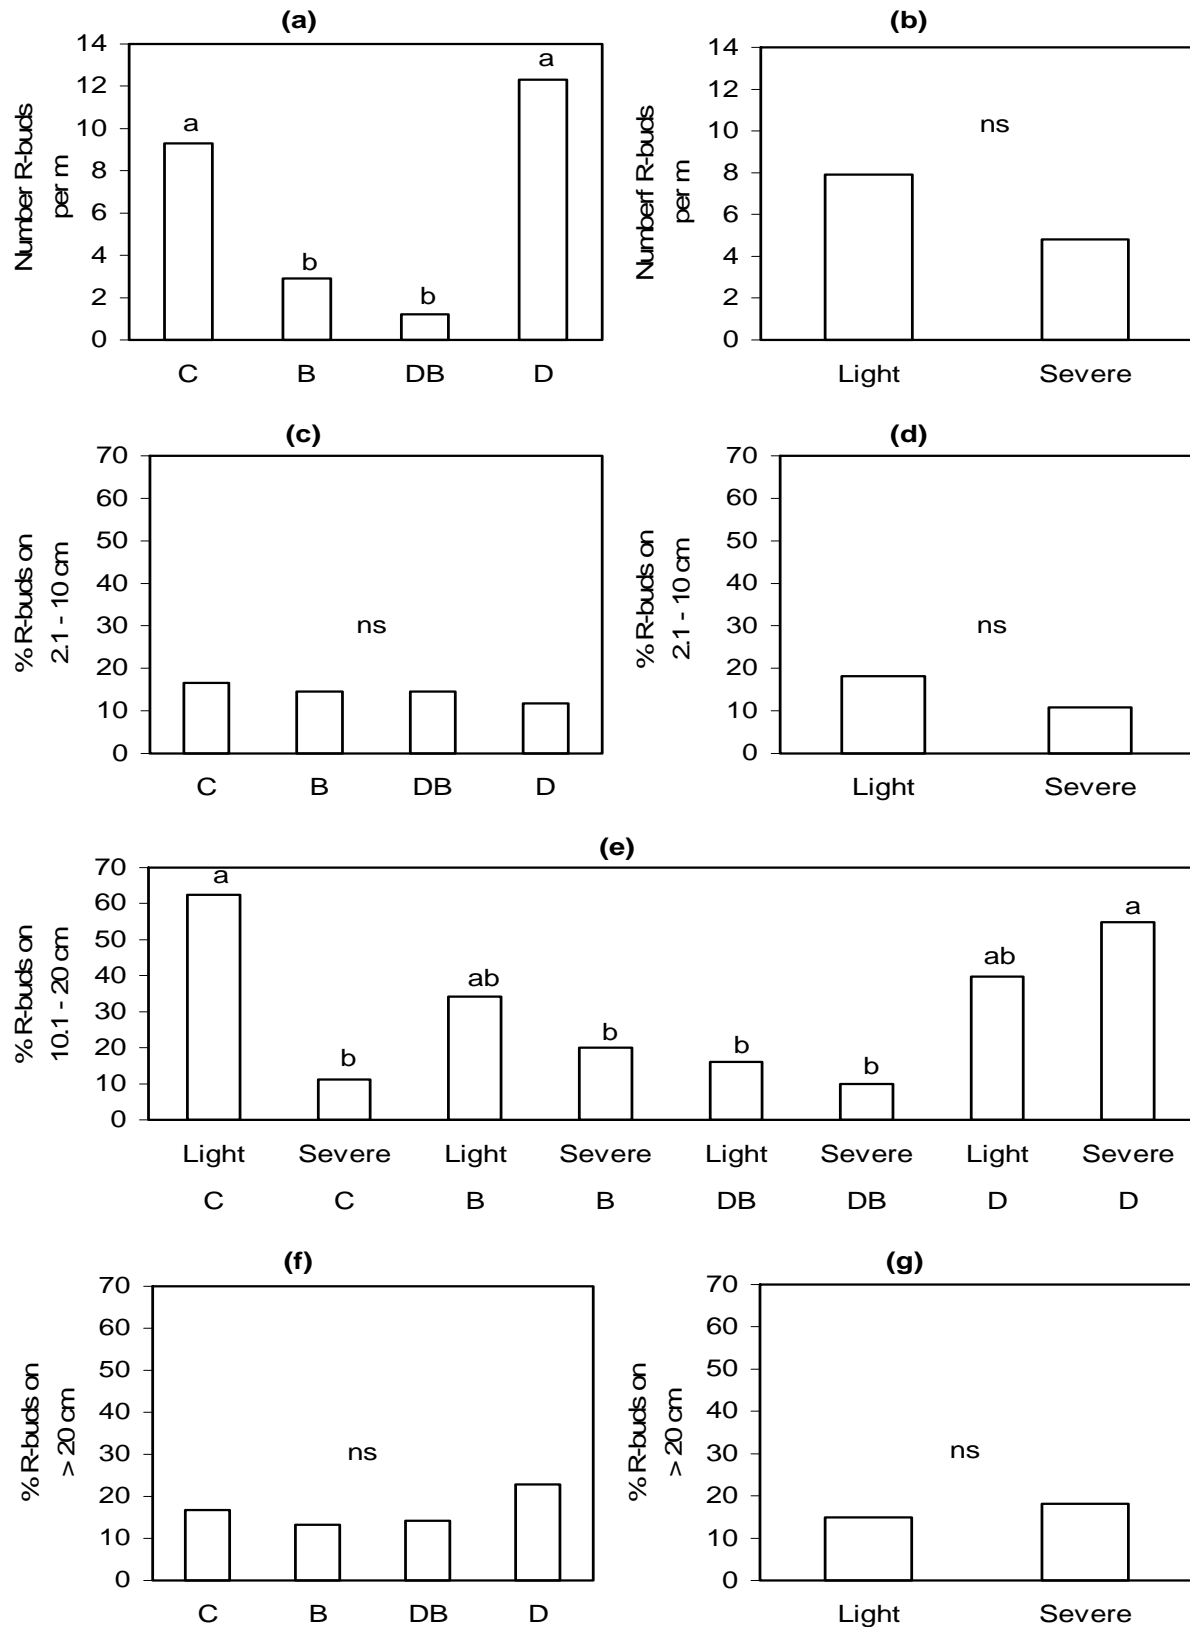 (a)
14
12
10
8
6
4
2
0
Number R-buds
per m
a
b
b
a
C B DB D
(b)
14
12
10
8
6
4
2
0
Numberf R-buds
per m
ns
Light Severe
(c)
70
60
50
40
30
20
10
0
% R-buds on
2.1 - 10 cm
ns
C B DB D
(d)
70
60
50
40
30
20
10
0
% R-buds on
2.1 - 10 cm
ns
Light Severe
(e)
70
60
50
40
30
20
10
0
% R-buds on
10.1 - 20 cm
a
b
ab
b
b
b
ab
a
Light Severe Light Severe Light Severe Light Severe
C C B B DB DB D D
(f)
70
60
50
40
30
20
10
0
% R-buds on
> 20 cm
ns
C B DB D
(g)
70
60
50
40
30
20
10
0
% R-buds on
> 20 cm
ns
Light Severe